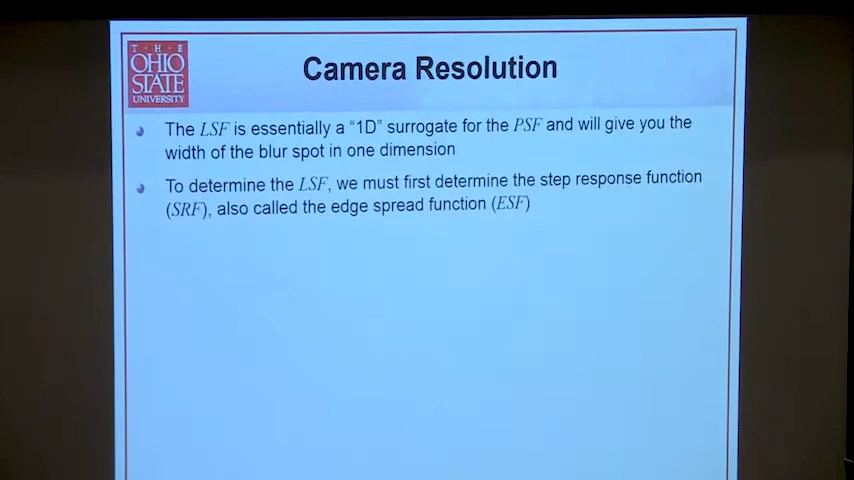 T · H · E
OHIO
STATE
UNIVERSITY
Camera Resolution
The LSF is essentially a “1D” surrogate for the PSF and will give you the
width of the blur spot in one dimension
To determine the LSF, we must first determine the step response function
(SRF), also called the edge spread function (ESF)